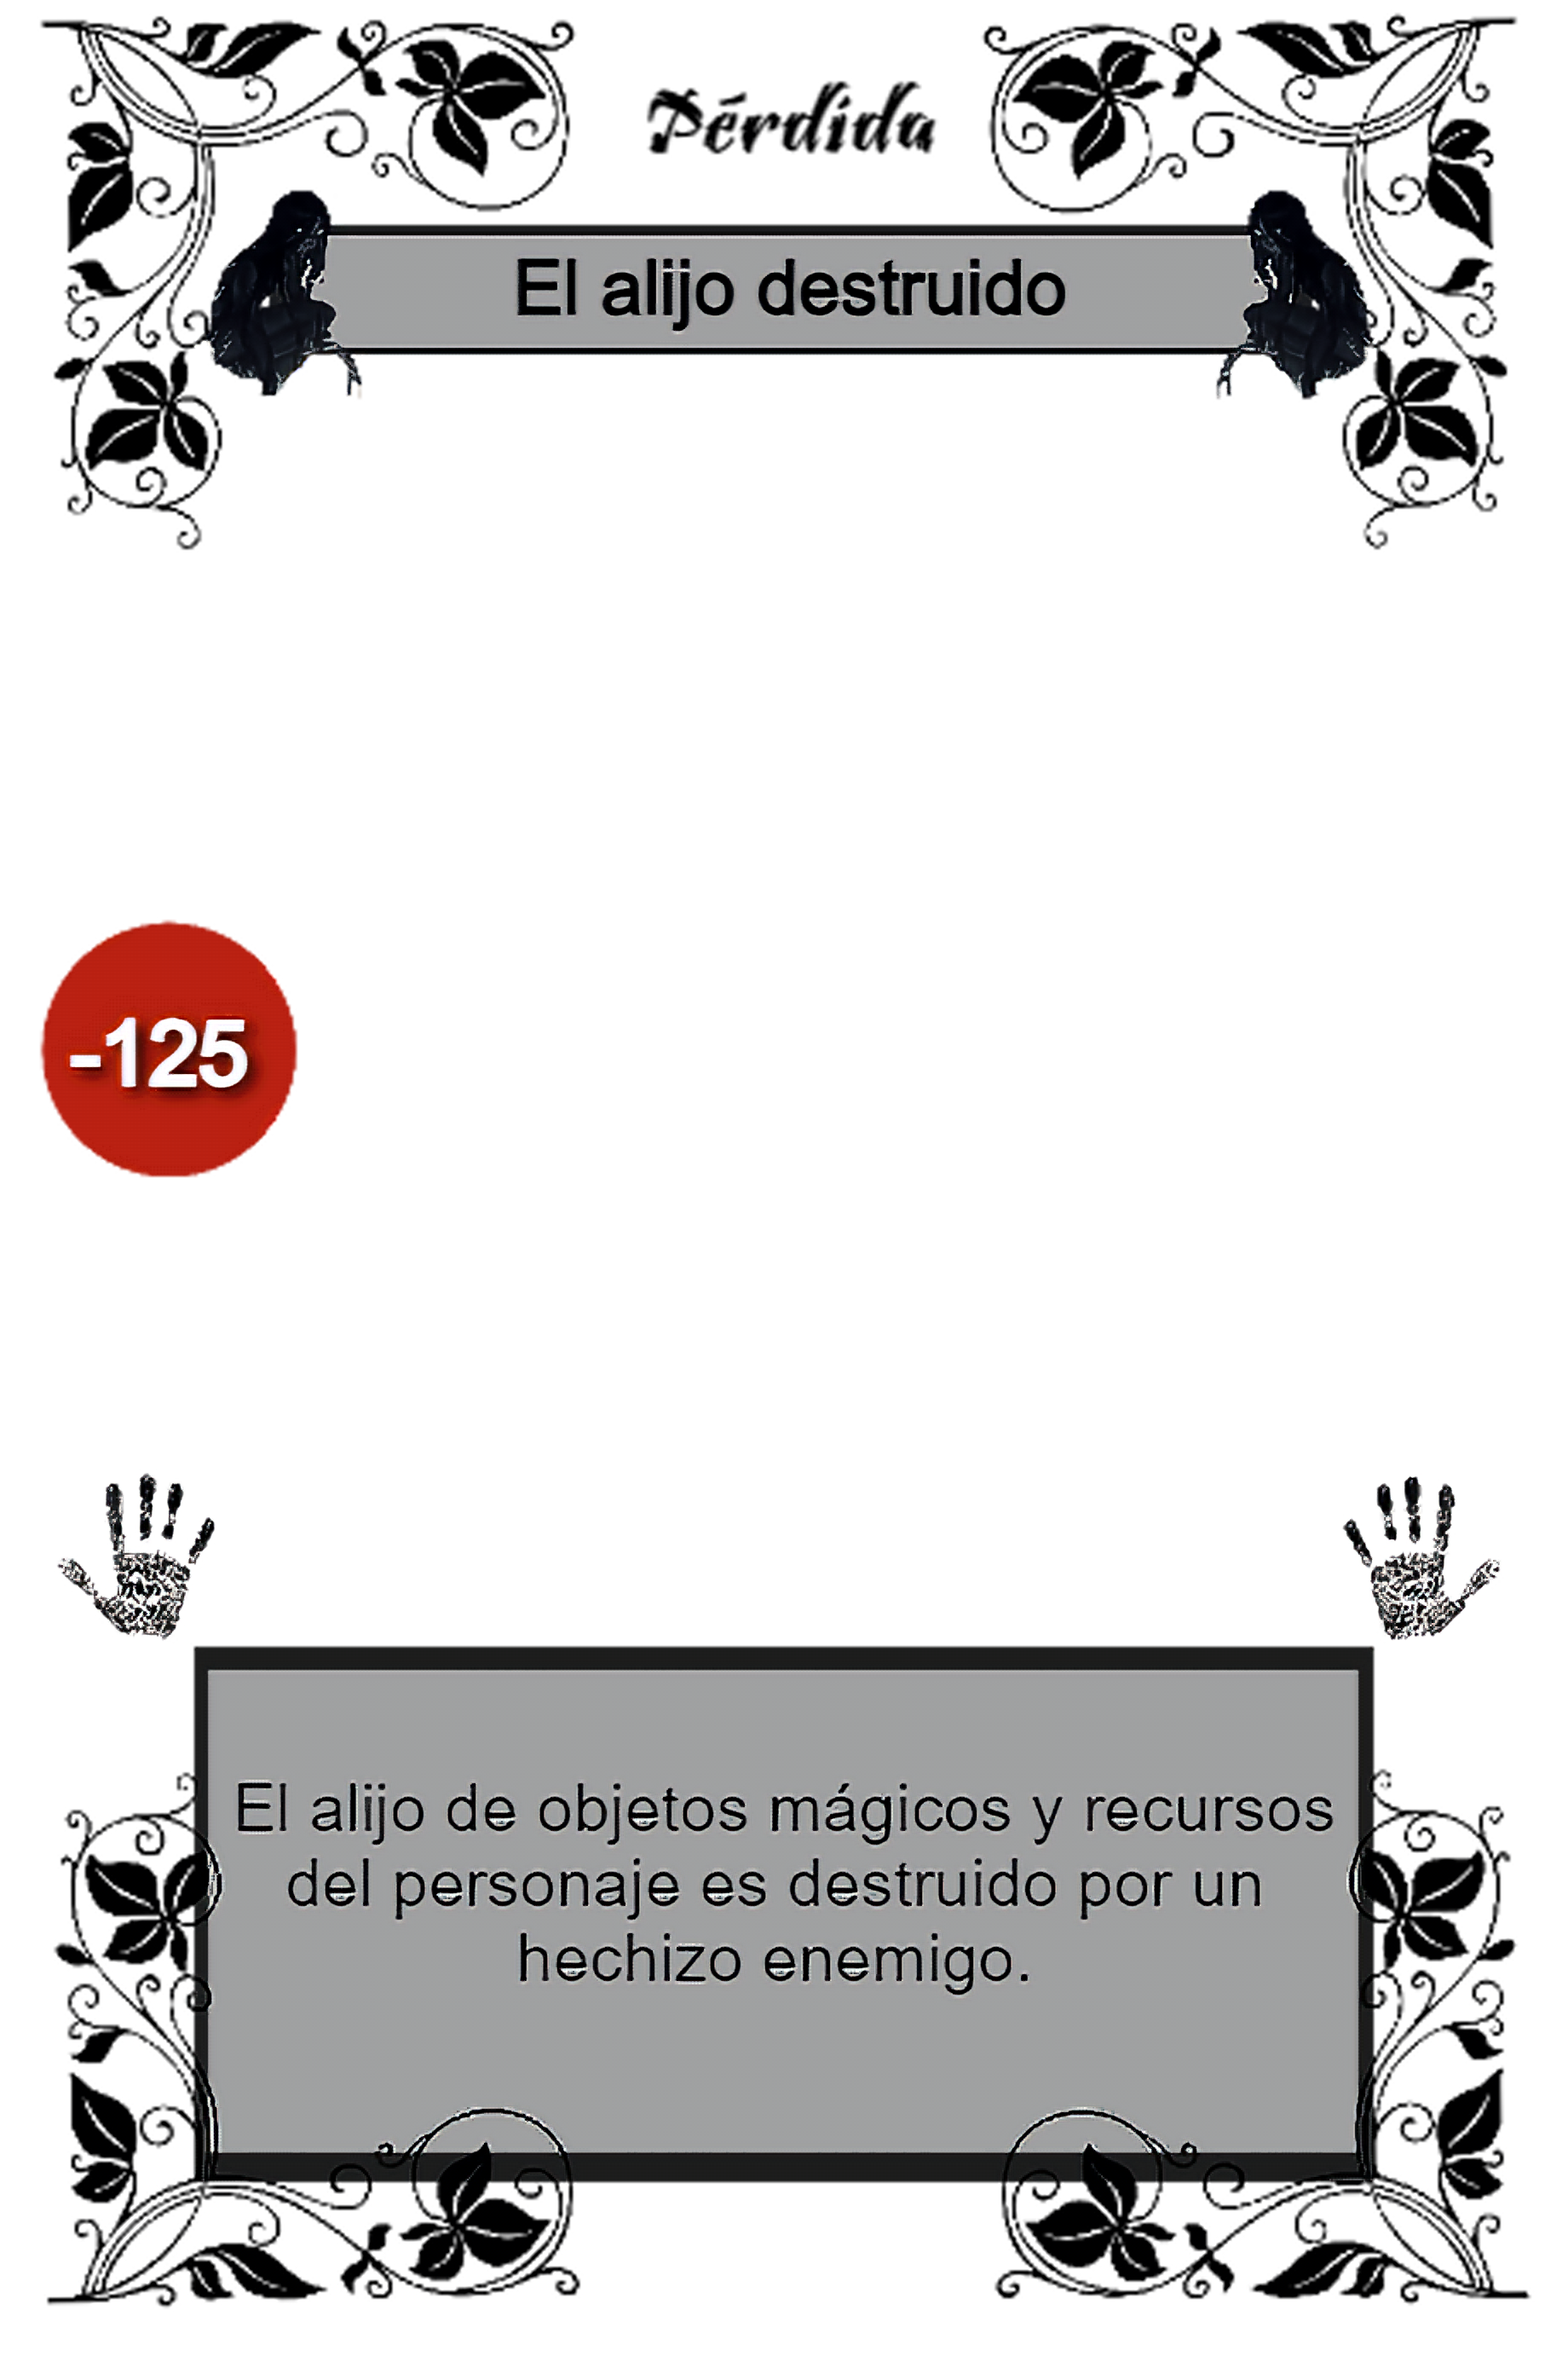 Pérdida
El alijo destruido
-125
El alijo de objetos mágicos y recursos
del personaje es destruido por un
hechizo enemigo.